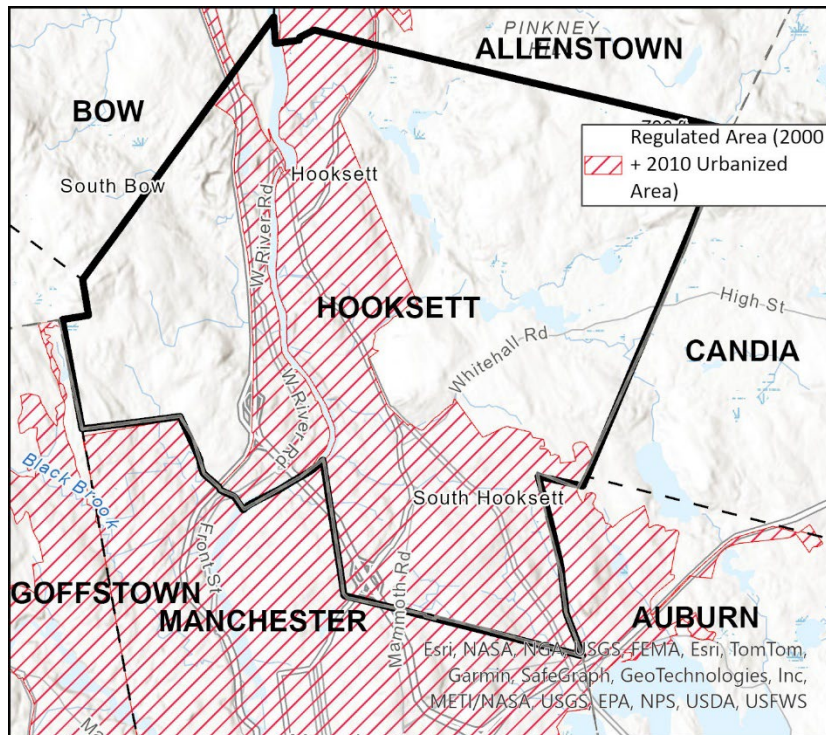 PINKNEY
ALLENSTOWN
BOW
Regulated Area (2000
+ 2010 Urbanized
Area)
South Bow
Hooksett
W River Rd
HOOKSETT
High St
CANDIA
Whitehall Rd
W River Rd
Black Brook
South Hooksett
Front St
Mammoth Rd
GOFFSTOWN
MANCHESTER
AUBURN
Esri, NASA, NGA, USGS, FEMA, Esri, TomTom,
Garmin, SafeGraph, GeoTechnologies, Inc,
METI/NASA, USGS, EPA, NPS, USDA, USFWS